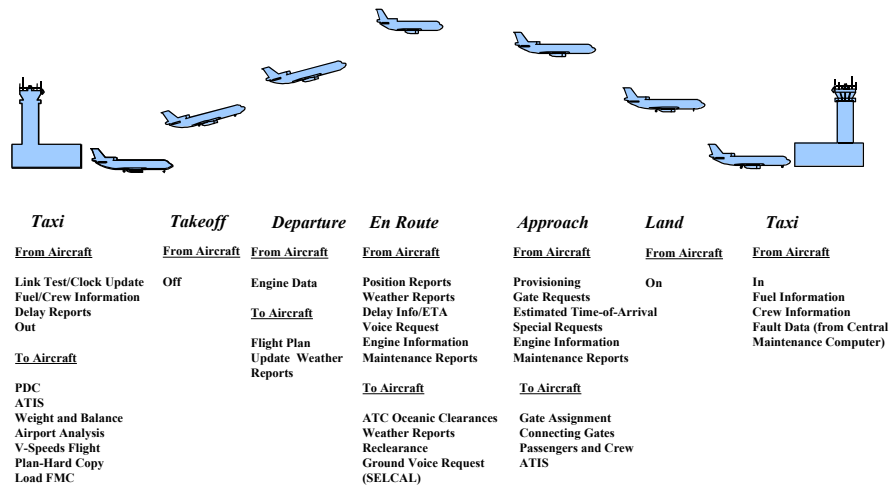 Taxi
From Aircraft
Link Test/Clock Update
Fuel/Crew Information
Delay Reports
Out
To Aircraft
PDC
ATIS
Weight and Balance
Airport Analysis
V-Speeds Flight
Plan-Hard Copy
Load FMC
Takeoff
From Aircraft
Off
Departure
From Aircraft
Engine Data
To Aircraft
Flight Plan
Update Weather
Reports
En Route
From Aircraft
Position Reports
Weather Reports
Delay Info/ETA
Voice Request
Engine Information
Maintenance Reports
To Aircraft
ATC Oceanic Clearances
Weather Reports
Reclearance
Ground Voice Request
(SELCAL)
Approach
From Aircraft
Provisioning
Gate Requests
Estimated Time-of-Arrival
Special Requests
Engine Information
Maintenance Reports
To Aircraft
Gate Assignment
Connecting Gates
Passengers and Crew
ATIS
Land
From Aircraft
On
Taxi
From Aircraft
In
Fuel Information
Crew Information
Fault Data (from Central
Maintenance Computer)